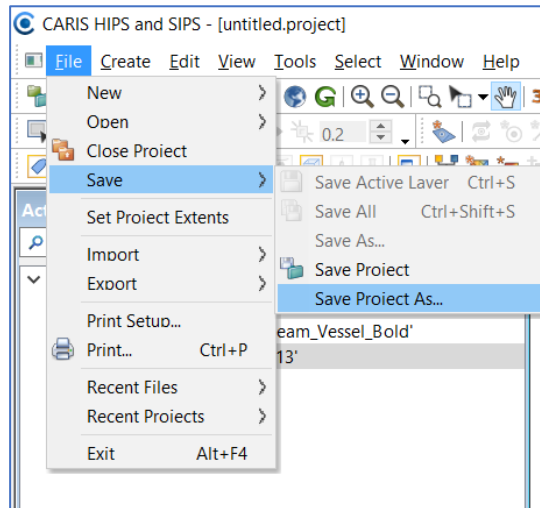 CARIS HIPS and SIPS - [untitled.project]
File Create Edit View Tools Select Window Help
New
Open
0.2
Close Project
Save
Save Active Layer Ctrl+S
Save All Ctrl+Shift+S
Set Project Extents
Save As...
Import
Save Project
Export
Save Project As...
Print Setup...
eam_Vessel_Bold'
Print... Ctrl+P
13'
Recent Files
Recent Projects
Exit Alt+F4